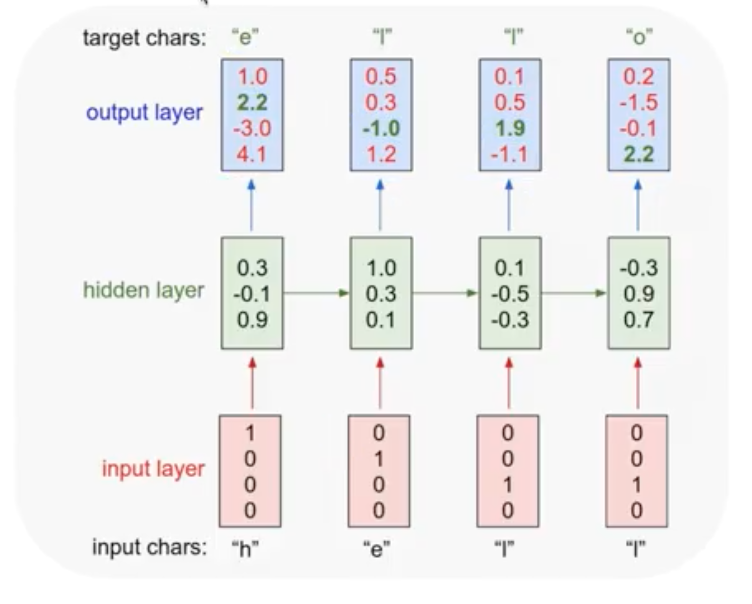 target chars: “e” “l” “l” “o”
1.0 0.5 0.1 0.2
2.2 0.3 0.5 -1.5
output layer
-3.0 -1.0 1.9 -0.1
4.1 1.2 -1.1 2.2
0.3 1.0 0.1 -0.3
hidden layer -0.1 0.3 -0.5 0.9
0.9 0.1 -0.3 0.7
1 0 0 0
0 1 0 0
input layer
0 0 1 1
0 0 0 0
input chars: “h” “e” “l” “l”